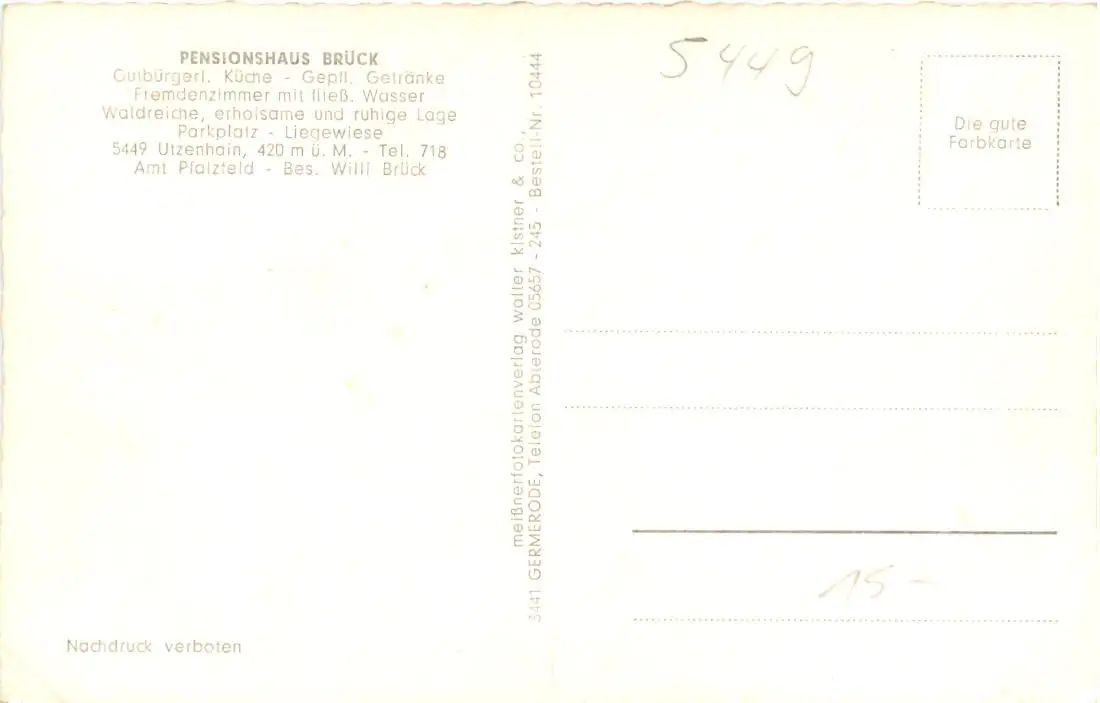 PENSIONSHAUS BRÜCK
Gutbürgerl. Küche - Gepfl. Getränke
Fremdenzimmer mit fließ. Wasser
Waldreiche, erholsame und ruhige Lage
Parkplatz - Liegewiese
5449 Utzenhain, 420 m ü. M. - Tel. 718
Amt Pfalzfeld - Bes. Willi Brück
Nachdruck verboten
meißnerfotokartenverlag walter kistner & co.,
3441 GERMERODE, Telefon Abterode 05657 - 245 - Bestell-Nr. 10444
5449
Die gute
Farbkarte
15-